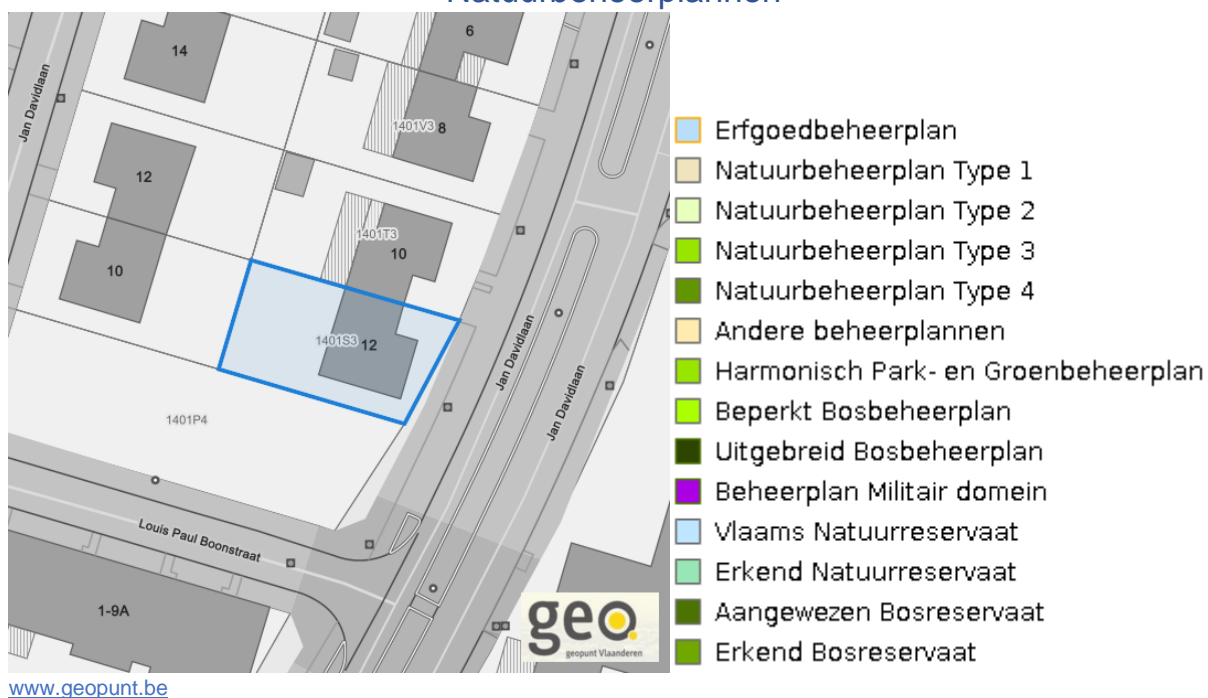 Natuurbeheerplannen
14
6
Jan Davidlaan
1401V3 8
12
1401T3
10
10
1401S3 12
Jan Davidlaan
Jan Davidlaan
1401P4
Louis Paul Boonstraat
1-9A
geo.
geopunt Vlaanderen
Erfgoedbeheerplan
Natuurbeheerplan Type 1
Natuurbeheerplan Type 2
Natuurbeheerplan Type 3
Natuurbeheerplan Type 4
Andere beheerplannen
Harmonisch Park- en Groenbeheerplan
Beperkt Bosbeheerplan
Uitgebreid Bosbeheerplan
Beheerplan Militair domein
Vlaams Natuurreservaat
Erkend Natuurreservaat
Aangewezen Bosreservaat
Erkend Bosreservaat
www.geopunt.be